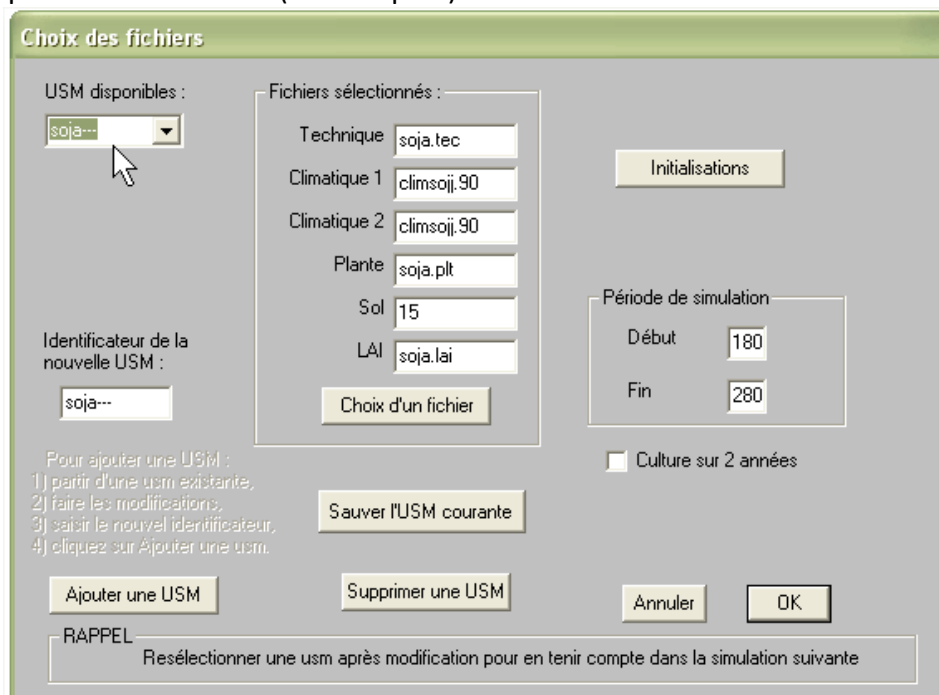 Choix des fichiers
USM disponibles :
soja---
Fichiers sélectionnés :
Technique soja.tec
Climatique 1 climsojj.90
Climatique 2 climsojj.90
Plante soja.plt
Sol 15
LAI soja.lai
Choix d'un fichier
Initialisations
Période de simulation
Début 180
Fin 280
Culture sur 2 années
Identificateur de la
nouvelle USM :
soja---
Pour ajouter une USM :
1) partir d'une usm existante,
2) faire les modifications,
3) saisir le nouvel identificateur,
4) cliquez sur Ajouter une usm.
Sauver l'USM courante
Ajouter une USM
Supprimer une USM
Annuler
OK
RAPPEL
Resélectionner une usm après modification pour en tenir compte dans la simulation suivante